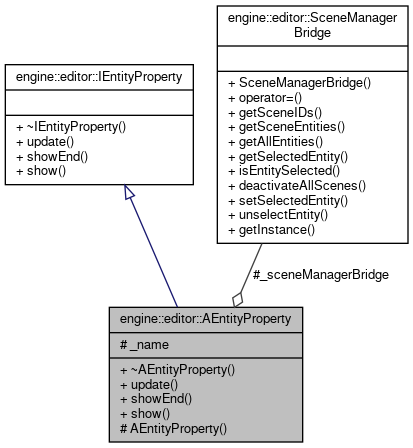 engine::editor::SceneManager
Bridge
+ SceneManagerBridge()
+ operator=()
+ getSceneIDs()
+ getSceneEntities()
+ getAllEntities()
+ getSelectedEntity()
+ isEntitySelected()
+ deactivateAllScenes()
+ setSelectedEntity()
+ unselectEntity()
+ getInstance()
engine::editor::IEntityProperty
+ ~IEntityProperty()
+ update()
+ showEnd()
+ show()
#_sceneManagerBridge
engine::editor::AEntityProperty
# _name
+ ~AEntityProperty()
+ update()
+ showEnd()
+ show()
# AEntityProperty()